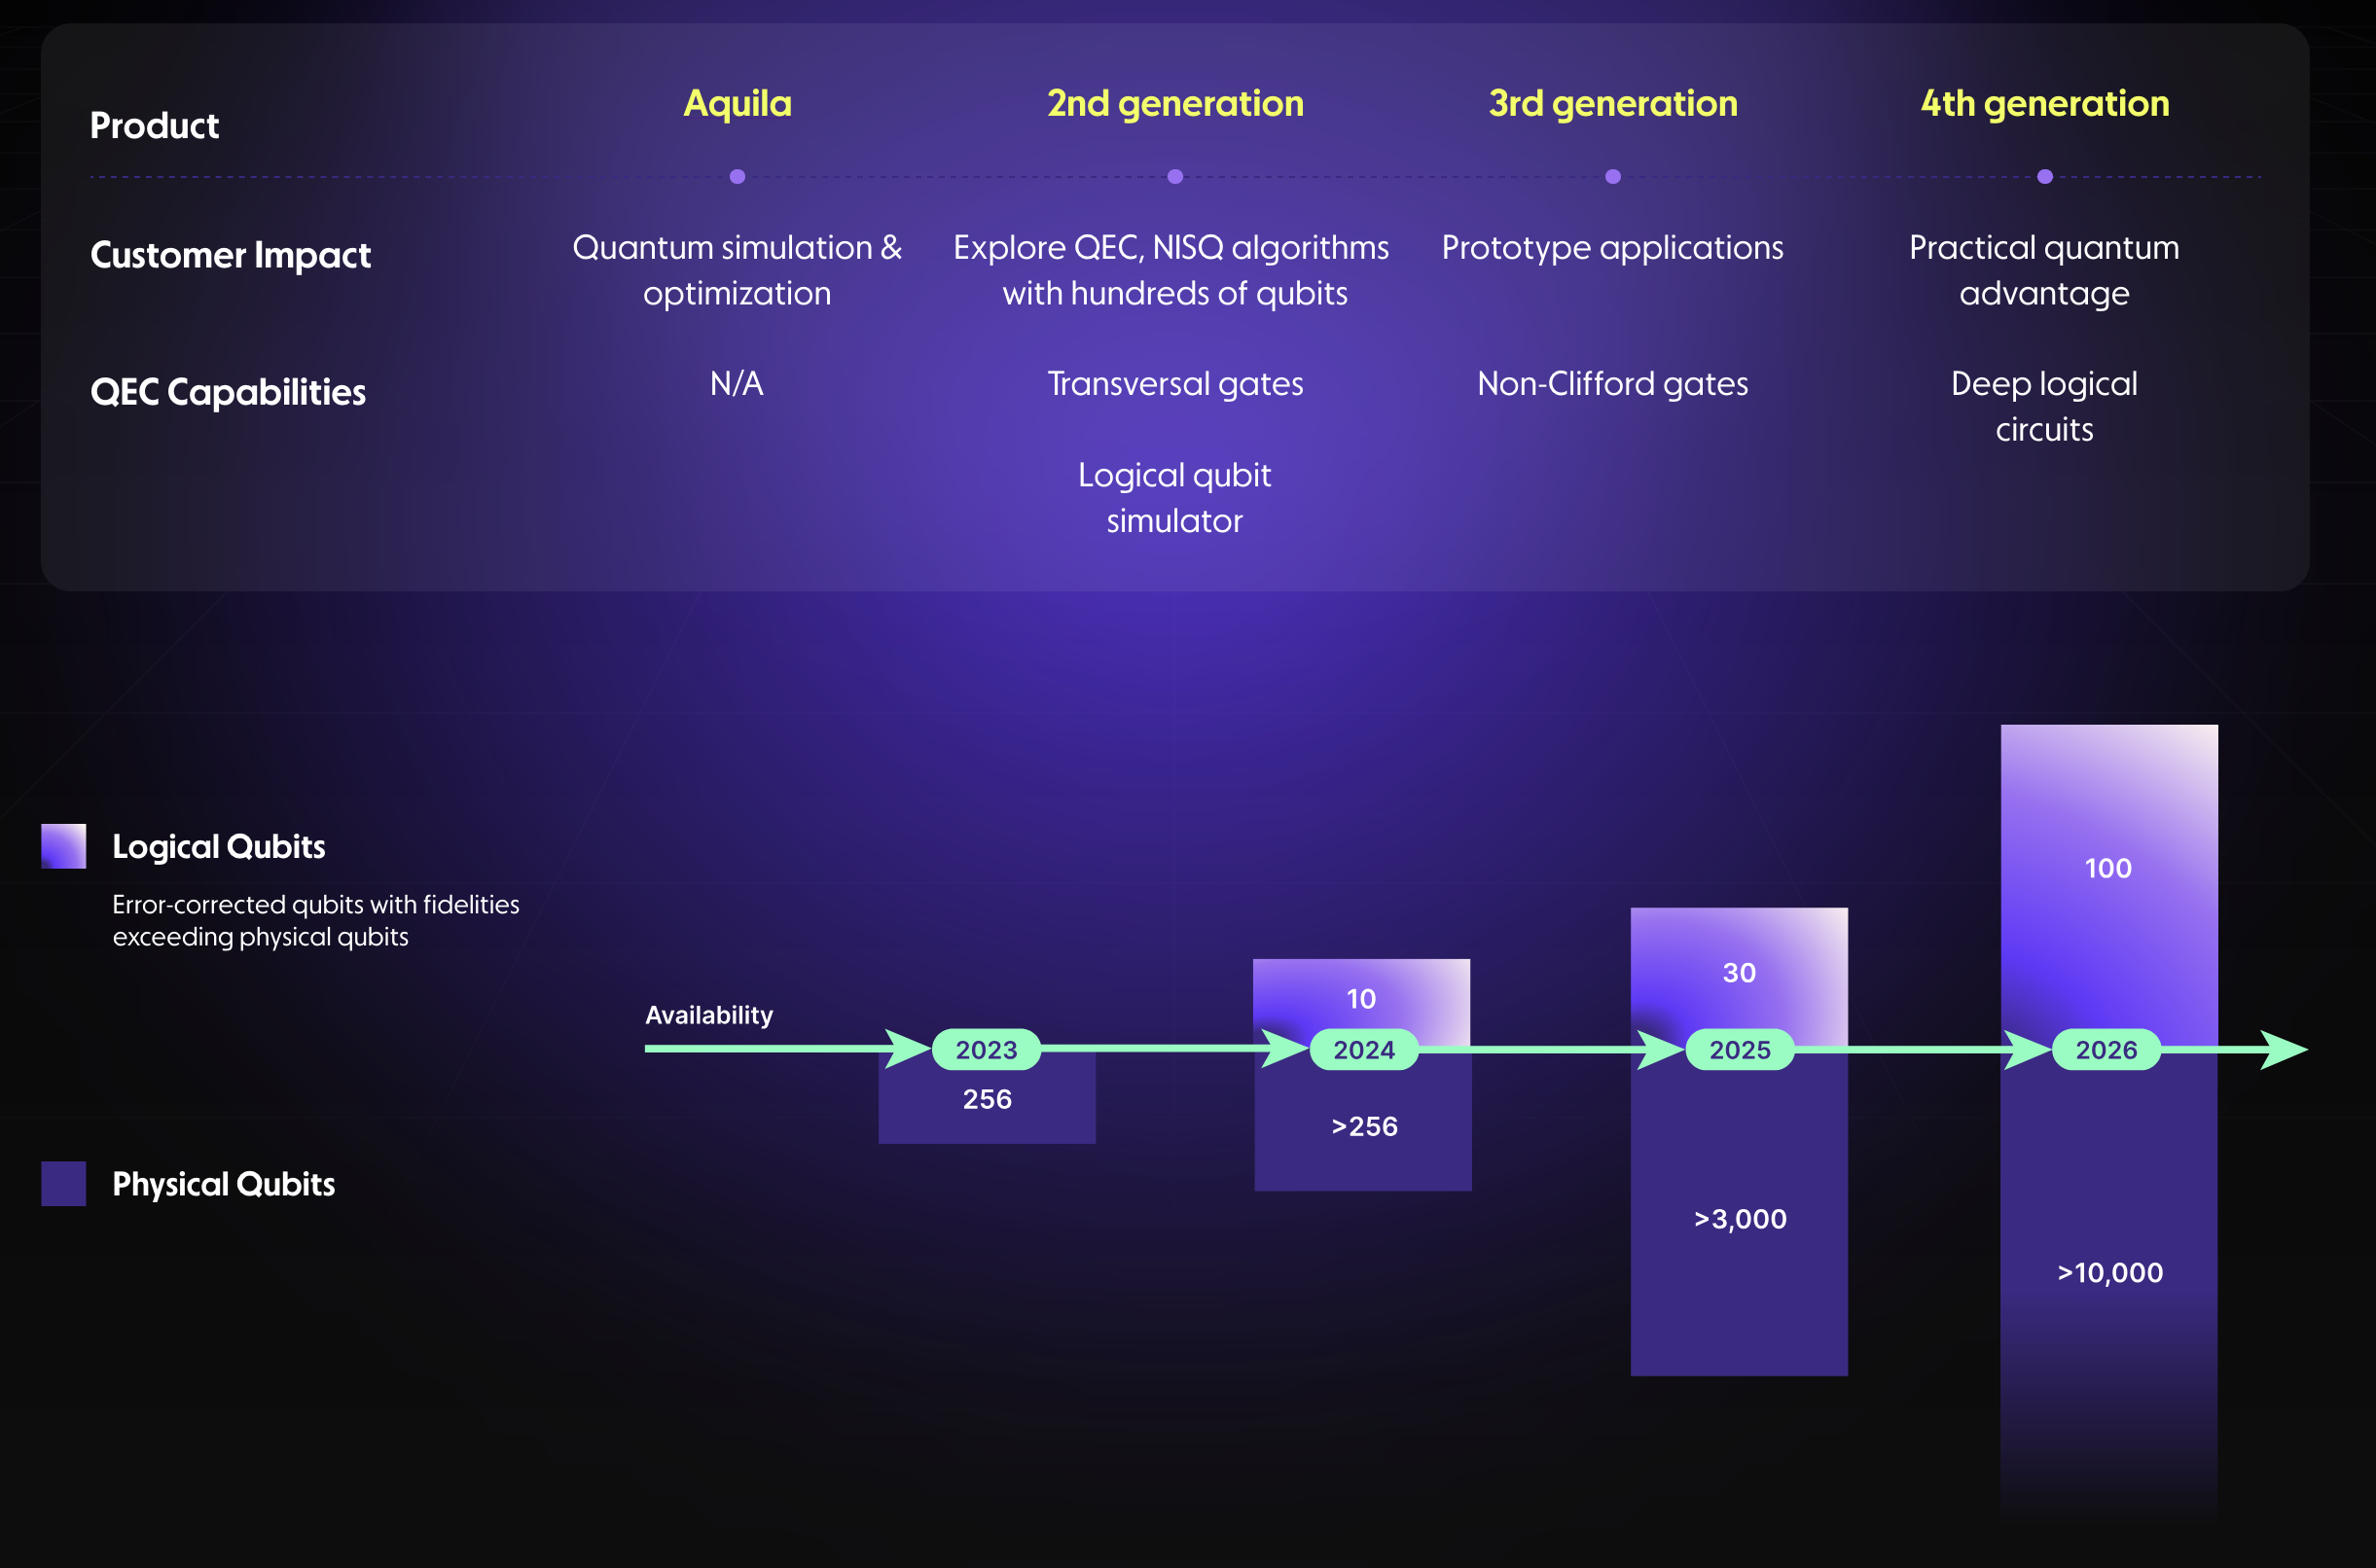 Product
Aquila
2nd generation
3rd generation
4th generation
Customer Impact
Quantum simulation &
optimization
Explore QEC, NISQ algorithms
with hundreds of qubits
Prototype applications
Practical quantum
advantage
QEC Capabilities
N/A
Transversal gates
Logical qubit
simulator
Non-Clifford gates
Deep logical
circuits
Logical Qubits
Error-corrected qubits with fidelities
exceeding physical qubits
Physical Qubits
Availability
2023
256
10
2024
>256
30
2025
>3,000
100
2026
>10,000